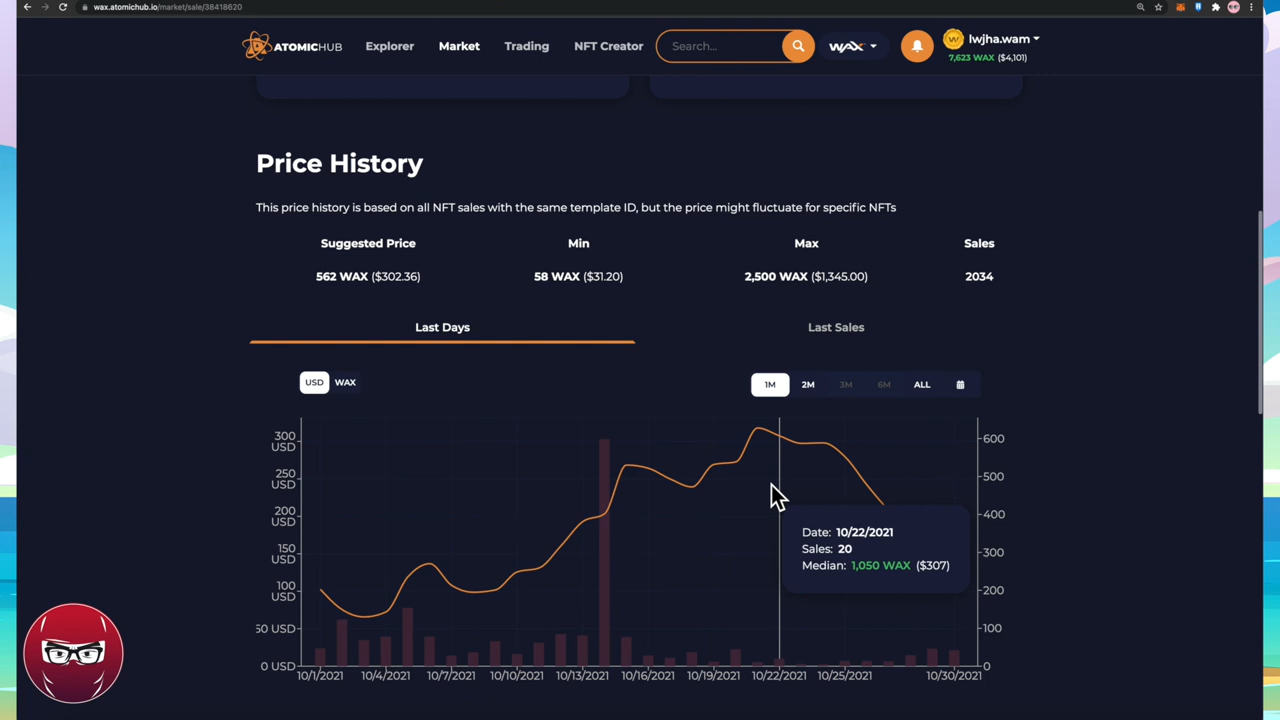 wax.atomichub.io/market/sale/38418620
ATOMICHUB Explorer Market Trading NFT Creator Search... WAX lwjha.wam
7,623 WAX ($4,101)
Price History
This price history is based on all NFT sales with the same template ID, but the price might fluctuate for specific NFTs
Suggested Price Min Max Sales
562 WAX ($302.36) 58 WAX ($31.20) 2,500 WAX ($1,345.00) 2034
Last Days Last Sales
USD WAX 1M 2M 3M 6M ALL
300 USD 600
250 USD 500
200 USD 400
150 USD 300
100 USD 200
50 USD 100
0 USD 0
Date: 10/22/2021
Sales: 20
Median: 1,050 WAX ($307)
10/1/2021 10/4/2021 10/7/2021 10/10/2021 10/13/2021 10/16/2021 10/19/2021 10/22/2021 10/25/2021 10/30/2021